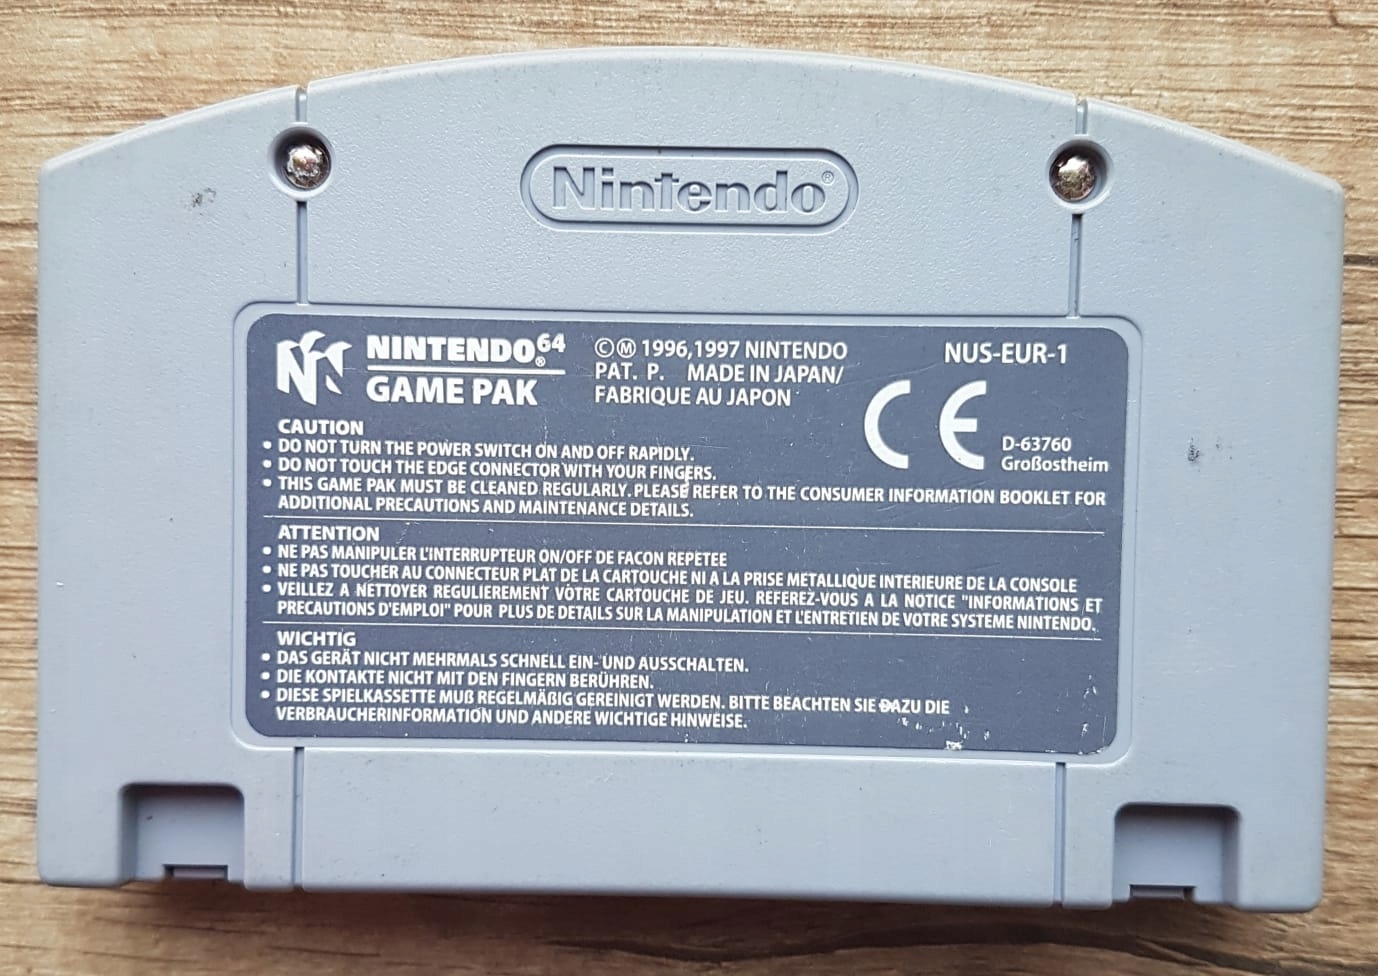 Nintendo®
NINTENDO64®
GAME PAK
©Ⓜ 1996,1997 NINTENDO
PAT. P. MADE IN JAPAN/
FABRIQUE AU JAPON
NUS-EUR-1
CE
D-63760
Großostheim
CAUTION
• DO NOT TURN THE POWER SWITCH ON AND OFF RAPIDLY.
• DO NOT TOUCH THE EDGE CONNECTOR WITH YOUR FINGERS.
• THIS GAME PAK MUST BE CLEANED REGULARLY. PLEASE REFER TO THE CONSUMER INFORMATION BOOKLET FOR
ADDITIONAL PRECAUTIONS AND MAINTENANCE DETAILS.
ATTENTION
• NE PAS MANIPULER L'INTERRUPTEUR ON/OFF DE FACON REPETEE
• NE PAS TOUCHER AU CONNECTEUR PLAT DE LA CARTOUCHE NI A LA PRISE METALLIQUE INTERIEURE DE LA CONSOLE
• VEILLEZ A NETTOYER REGULIEREMENT VOTRE CARTOUCHE DE JEU. REFEREZ-VOUS A LA NOTICE "INFORMATIONS ET
PRECAUTIONS D'EMPLOI" POUR PLUS DE DETAILS SUR LA MANIPULATION ET L'ENTRETIEN DE VOTRE SYSTEME NINTENDO.
WICHTIG
• DAS GERÄT NICHT MEHRMALS SCHNELL EIN- UND AUSSCHALTEN.
• DIE KONTAKTE NICHT MIT DEN FINGERN BERÜHREN.
• DIESE SPIELKASSETTE MUß REGELMÄßIG GEREINIGT WERDEN. BITTE BEACHTEN SIE DAZU DIE
VERBRAUCHERINFORMATION UND ANDERE WICHTIGE HINWEISE.